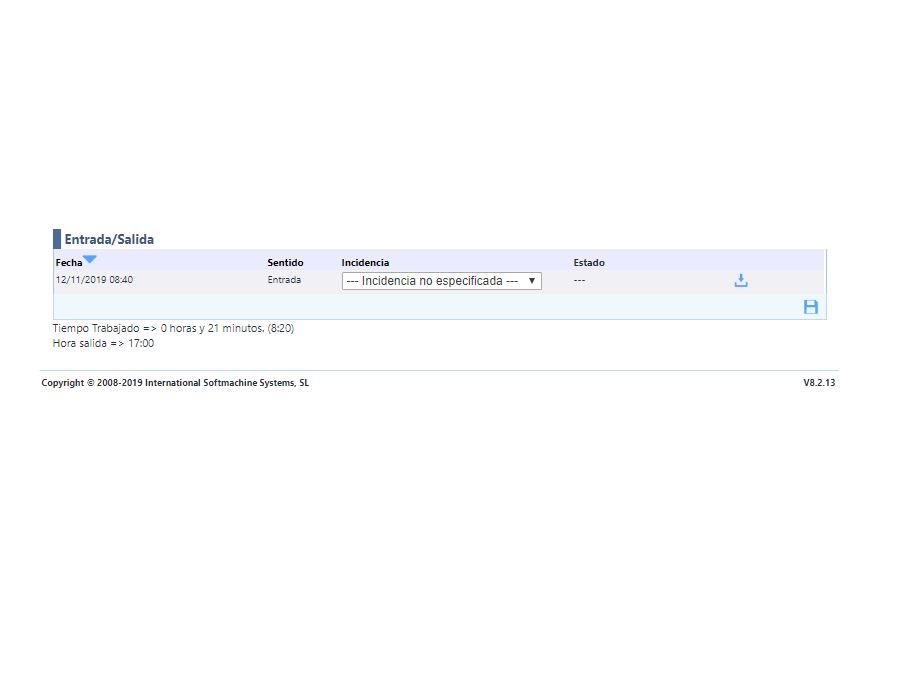 Entrada/Salida
Fecha Sentido Incidencia Estado
12/11/2019 08:40 Entrada --- Incidencia no especificada --- ---
Tiempo Trabajado => 0 horas y 21 minutos. (8:20)
Hora salida => 17:00
Copyright © 2008-2019 International Softmachine Systems, SL V8.2.13